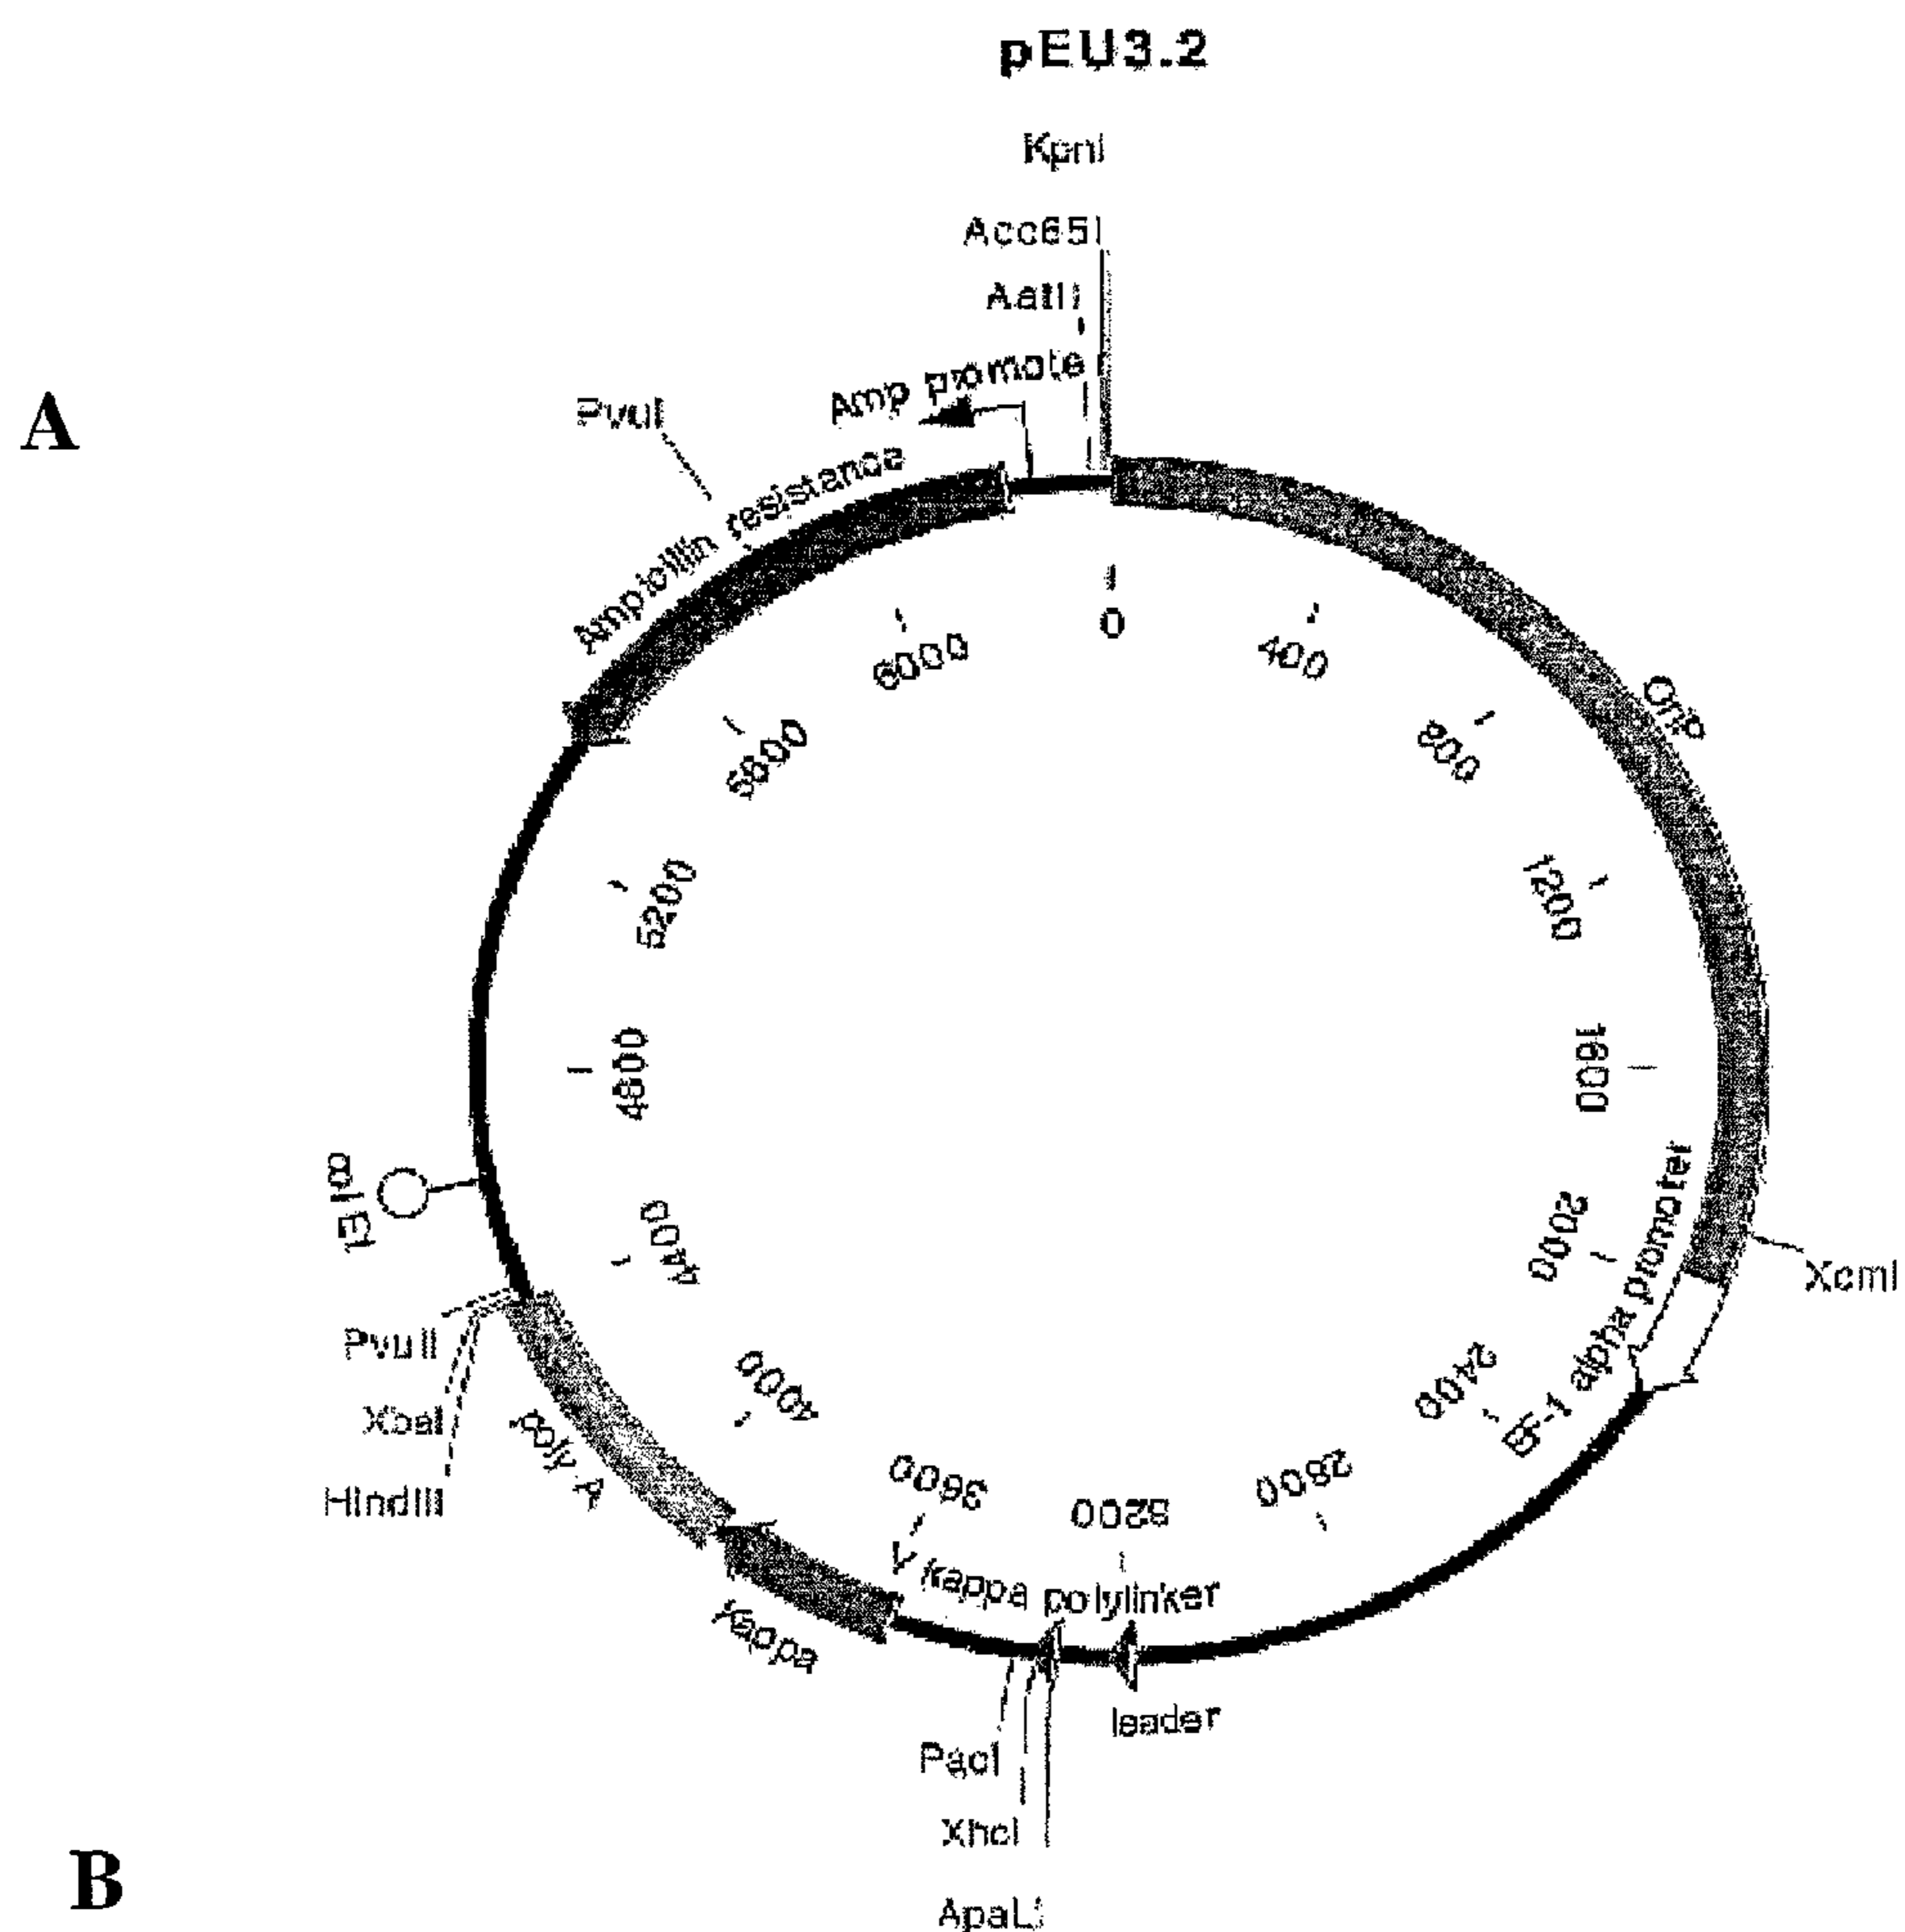 pEU3.2
KpnI
Acc65I
AatII
Amp promote
A
PvuI
Ampicillin resistance
0
400
6000
OriP
800
5600
1200
5200
1600
4800
EF-1 alpha promoter
col EI
2000
XcmI
4400
PvuII
2400
4000
XbaI
poly A
HindIII
2800
3600
3200
V kappa polylinker
kappa
leader
PacI
XhoI
B
ApaLI